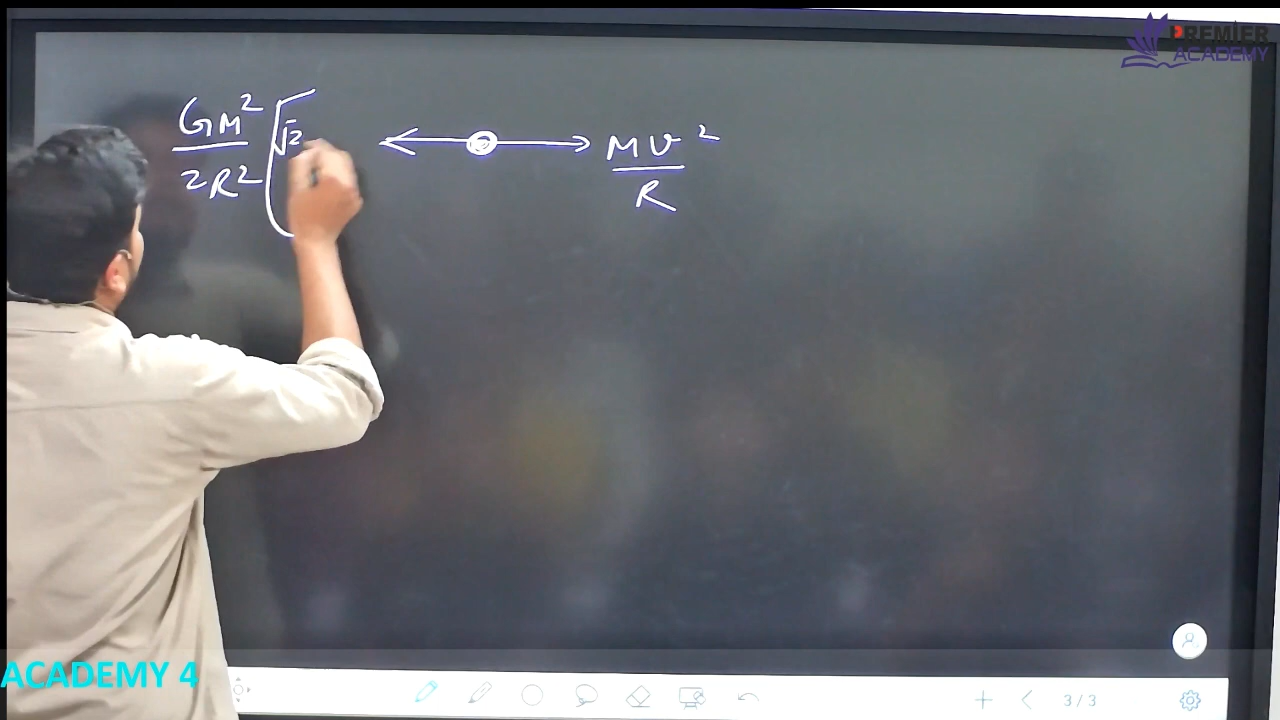 PREMIER
ACADEMY
GM²
2R²
(√2
MV²
R
ACADEMY 4
3/3